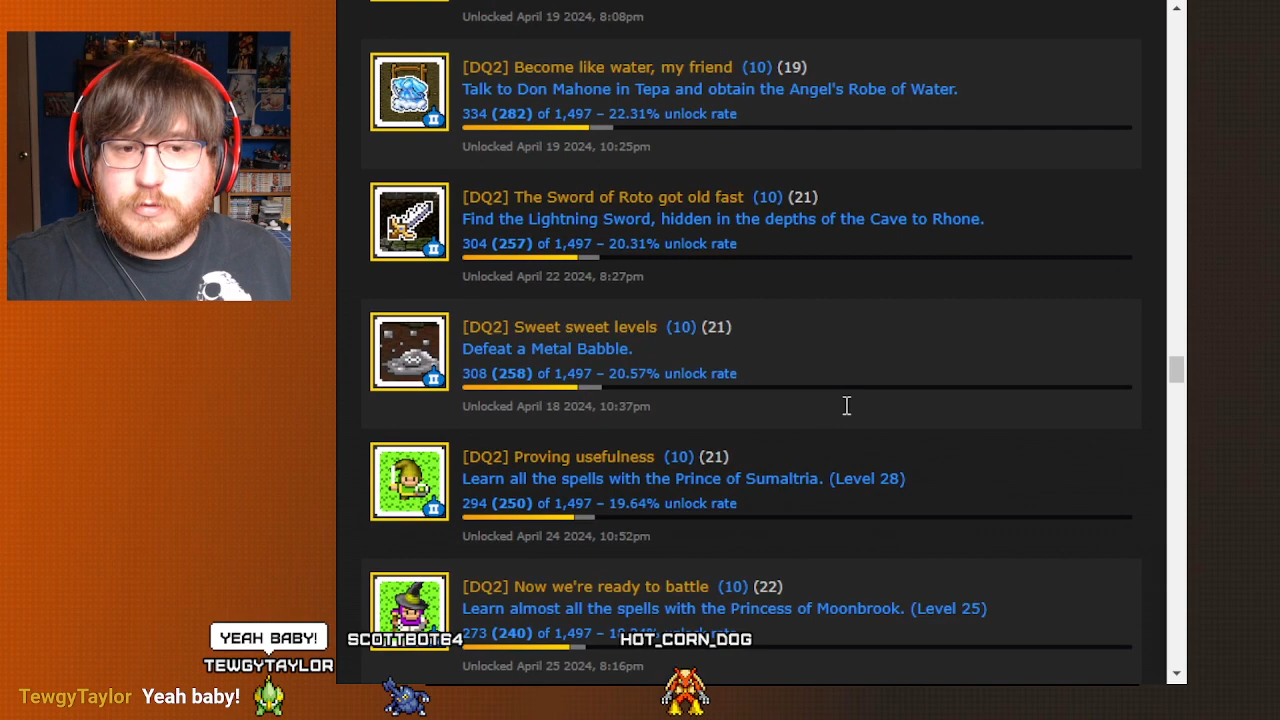 Unlocked April 19 2024, 8:08pm
[DQ2] Become like water, my friend (10) (19)
Talk to Don Mahone in Tepa and obtain the Angel's Robe of Water.
334 (282) of 1,497 – 22.31% unlock rate
Unlocked April 19 2024, 10:25pm
[DQ2] The Sword of Roto got old fast (10) (21)
Find the Lightning Sword, hidden in the depths of the Cave to Rhone.
304 (257) of 1,497 – 20.31% unlock rate
Unlocked April 22 2024, 8:27pm
[DQ2] Sweet sweet levels (10) (21)
Defeat a Metal Babble.
308 (258) of 1,497 – 20.57% unlock rate
Unlocked April 18 2024, 10:37pm
[DQ2] Proving usefulness (10) (21)
Learn all the spells with the Prince of Sumaltria. (Level 28)
294 (250) of 1,497 – 19.64% unlock rate
Unlocked April 24 2024, 10:52pm
[DQ2] Now we're ready to battle (10) (22)
Learn almost all the spells with the Princess of Moonbrook. (Level 25)
273 (240) of 1,497 – unlock rate
Unlocked April 25 2024, 8:16pm
YEAH BABY!
TEWGYTAYLOR
SCOTTBOT64
HOT_CORN_DOG
TewgyTaylor Yeah baby!